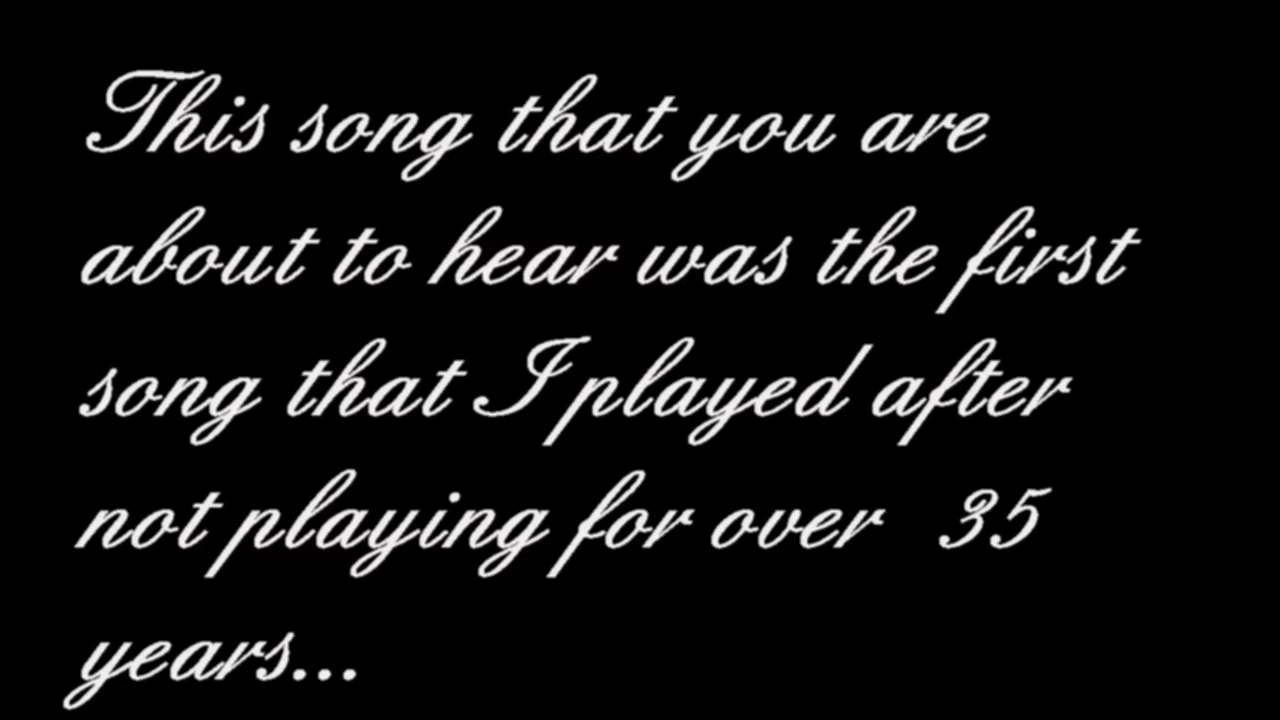 This song that you are
about to hear was the first
song that I played after
not playing for over 35
years...